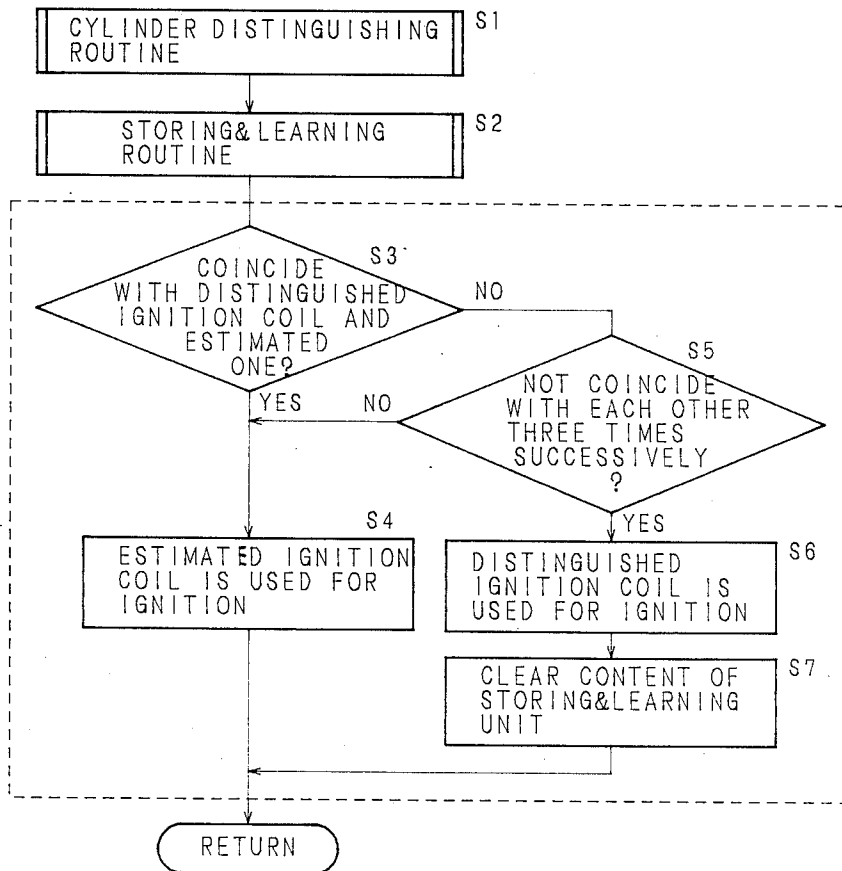 CYLINDER DISTINGUISHING
ROUTINE
S1
STORING&LEARNING
ROUTINE
S2
S3
COINCIDE
WITH DISTINGUISHED
IGNITION COIL AND
ESTIMATED
ONE?
NO
YES
S5
NOT COINCIDE
WITH EACH OTHER
THREE TIMES
SUCCESSIVELY
?
NO
YES
S4
ESTIMATED IGNITION
COIL IS USED FOR
IGNITION
S6
DISTINGUISHED
IGNITION COIL IS
USED FOR IGNITION
S7
CLEAR CONTENT OF
STORING&LEARNING
UNIT
RETURN